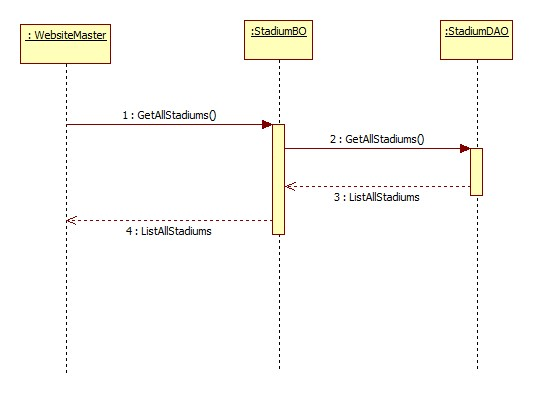 : WebsiteMaster
:StadiumBO
:StadiumDAO
1 : GetAllStadiums()
2 : GetAllStadiums()
3 : ListAllStadiums
4 : ListAllStadiums